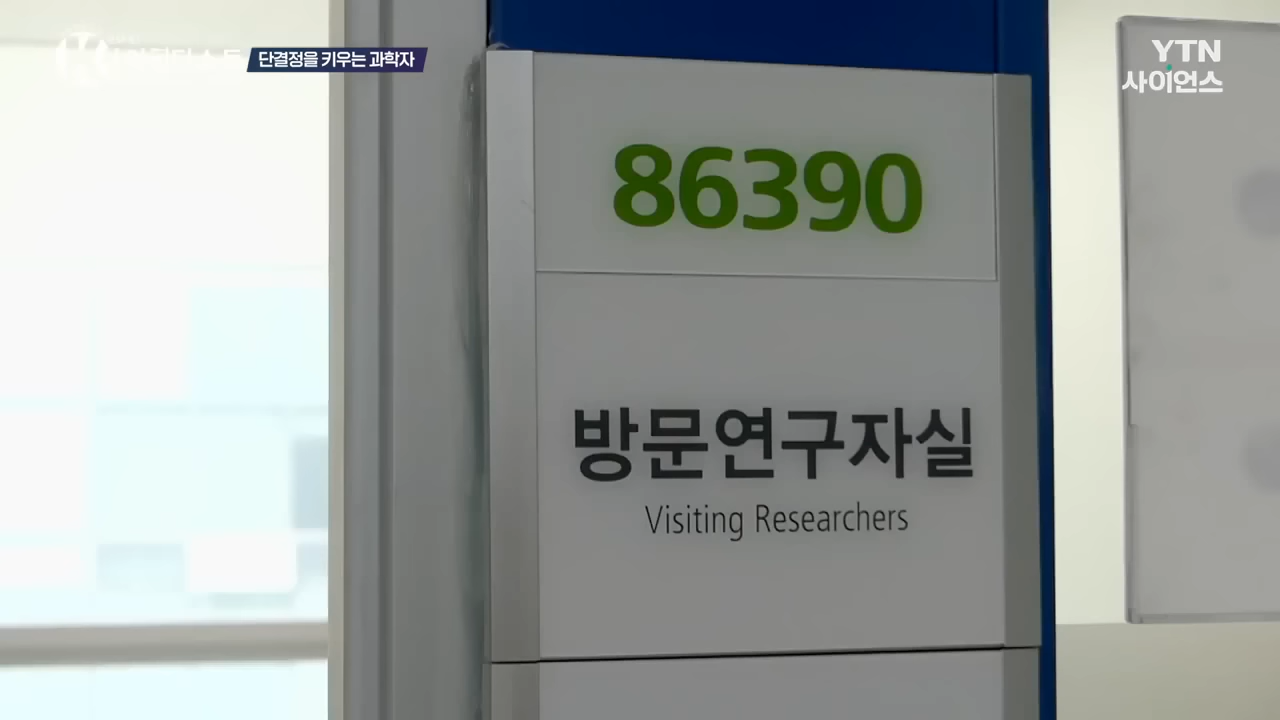 단결정을 키우는 과학자
YTN
사이언스
86390
방문연구자실
Visiting Researchers